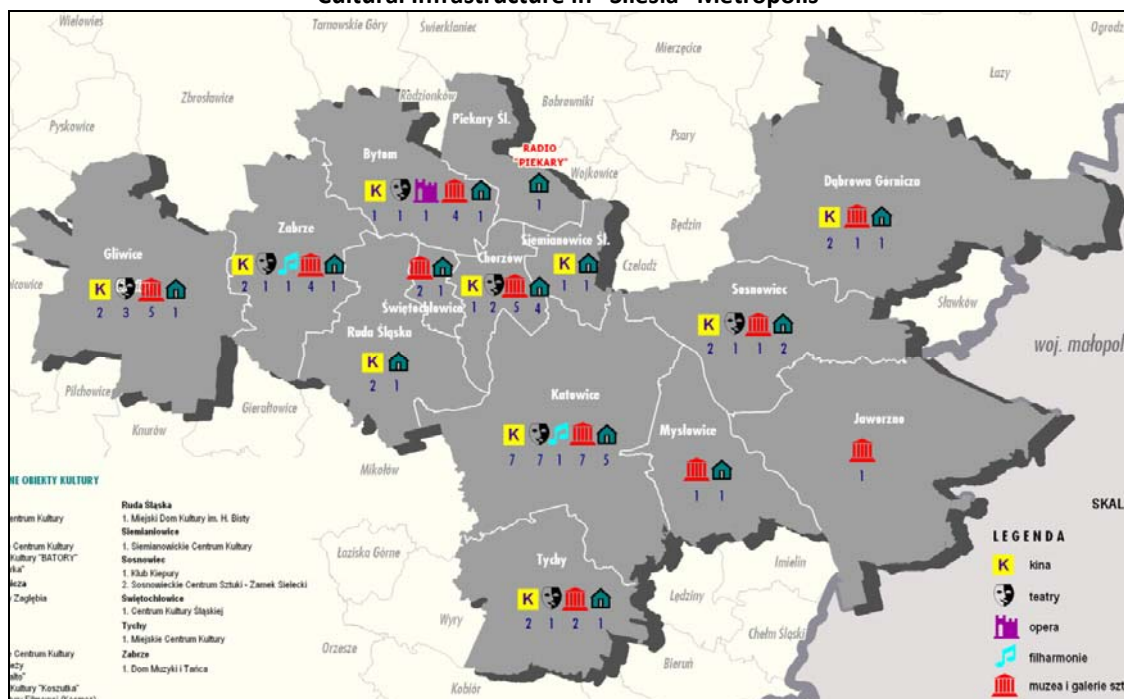 Cultural Infrastructure in "Silesia" Metropolis
Wielowieś
Tarnowskie Góry
Świerklaniec
Ogrodz
Mierzęcice
Łazy
Zbrosławice
Radzionków
Bobrowniki
Piekary Śl.
Pyskowice
Psary
Bytom
RADIO
"PIEKARY"
Wojkowice
Dąbrowa Górnicza
K
1 1 1 4 1
1
Będzin
K
2 1 1
Zabrze
Siemianowice Śl.
Gliwice
Chorzów
K
Czeladź
K
2 1 1 4 1
2 1
K
1 1
Sosnowiec
Sławków
K
2 3 5 1
Świętochłowice
1 2 5 4
Ruda Śląska
K
2 1 1 2
woj. małopol
K
2 1
Pilchowice
Gierałtowice
Katowice
Jaworzno
Knurów
Mysłowice
K
7 7 1 7 5
Mikołów
1 1
1
NE OBIEKTY KULTURY
Ruda Śląska
entrum Kultury
1. Miejski Dom Kultury im. H. Bisty
Siemianiowice
Centrum Kultury
1. Siemianowickie Centrum Kultury
Kultury "BATORY"
Sosnowiec
rka"
1. Klub Kiepury
icza
2. Sosnowieckie Centrum Sztuki - Zamek Sielecki
Zagłębia
Świętochłowice
1. Centrum Kultury Śląskiej
Tychy
1. Miejskie Centrum Kultury
Centrum Kultury
Zabrze
1. Dom Muzyki i Tańca
Kultury "Koszutka"
Łaziska Górne
Tychy
Imielin
K
2 1 2 1
Lędziny
Wyry
Chełm Śląski
Orzesze
Bieruń
Kobiór
SKAL
LEGENDA
K kina
teatry
opera
filharmonie
muzea i galerie szt